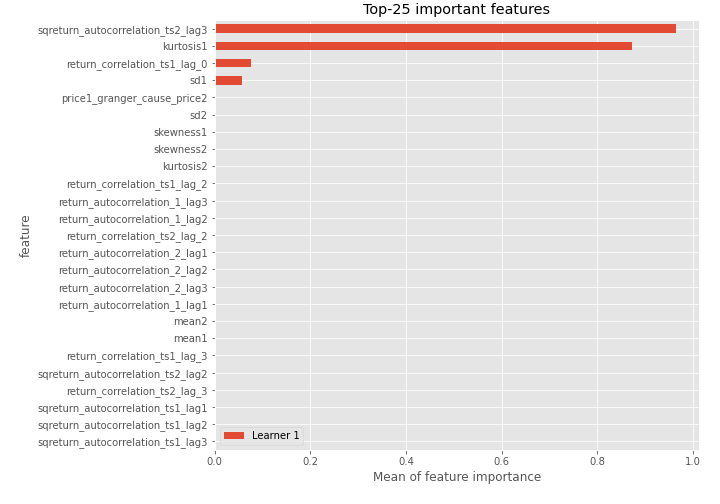 Top-25 important features
sqreturn_autocorrelation_ts2_lag3
kurtosis1
return_correlation_ts1_lag_0
sd1
price1_granger_cause_price2
sd2
skewness1
skewness2
kurtosis2
return_correlation_ts1_lag_2
return_autocorrelation_1_lag3
return_autocorrelation_1_lag2
return_correlation_ts2_lag_2
return_autocorrelation_2_lag1
return_autocorrelation_2_lag2
return_autocorrelation_2_lag3
return_autocorrelation_1_lag1
mean2
mean1
return_correlation_ts1_lag_3
sqreturn_autocorrelation_ts2_lag2
return_correlation_ts2_lag_3
sqreturn_autocorrelation_ts1_lag1
sqreturn_autocorrelation_ts1_lag2
sqreturn_autocorrelation_ts1_lag3
feature
Learner 1
0.0 0.2 0.4 0.6 0.8 1.0
Mean of feature importance